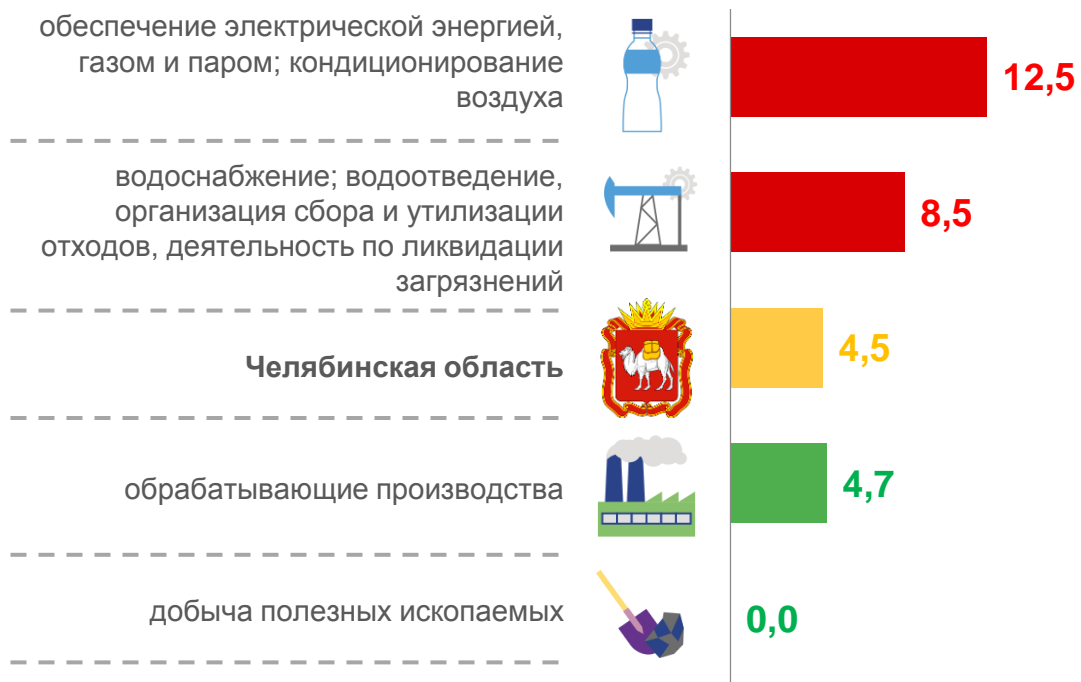 обеспечение электрической энергией,
газом и паром; кондиционирование
воздуха
12,5
водоснабжение; водоотведение,
организация сбора и утилизации
отходов, деятельность по ликвидации
загрязнений
8,5
Челябинская область
4,5
обрабатывающие производства
4,7
добыча полезных ископаемых
0,0